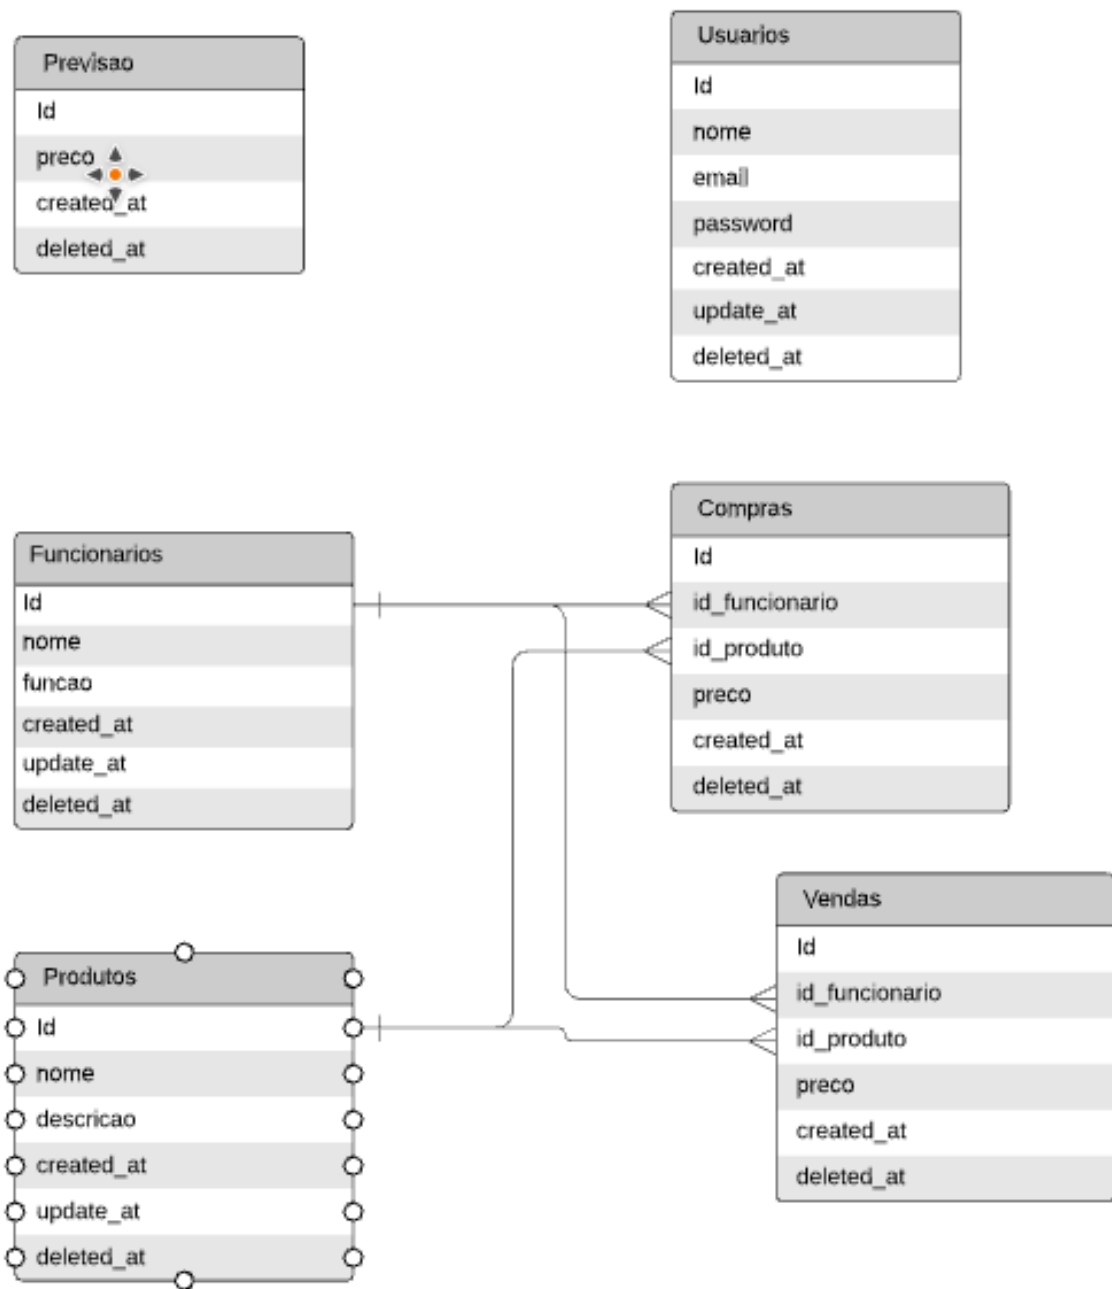 Previsao
Id
preco
created_at
deleted_at
Usuarios
Id
nome
email
password
created_at
update_at
deleted_at
Funcionarios
Id
nome
funcao
created_at
update_at
deleted_at
Compras
Id
id_funcionario
id_produto
preco
created_at
deleted_at
Produtos
Id
nome
descricao
created_at
update_at
deleted_at
Vendas
Id
id_funcionario
id_produto
preco
created_at
deleted_at